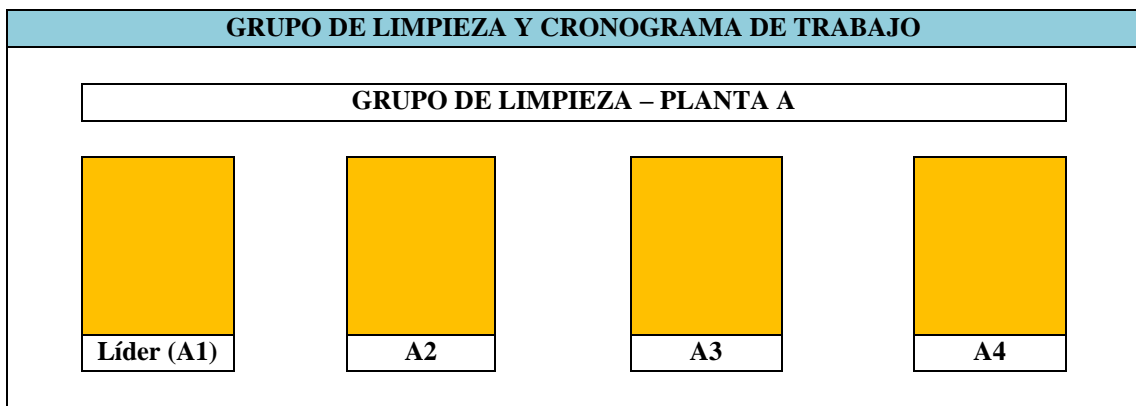 GRUPO DE LIMPIEZA Y CRONOGRAMA DE TRABAJO
GRUPO DE LIMPIEZA – PLANTA A
Líder (A1)
A2
A3
A4